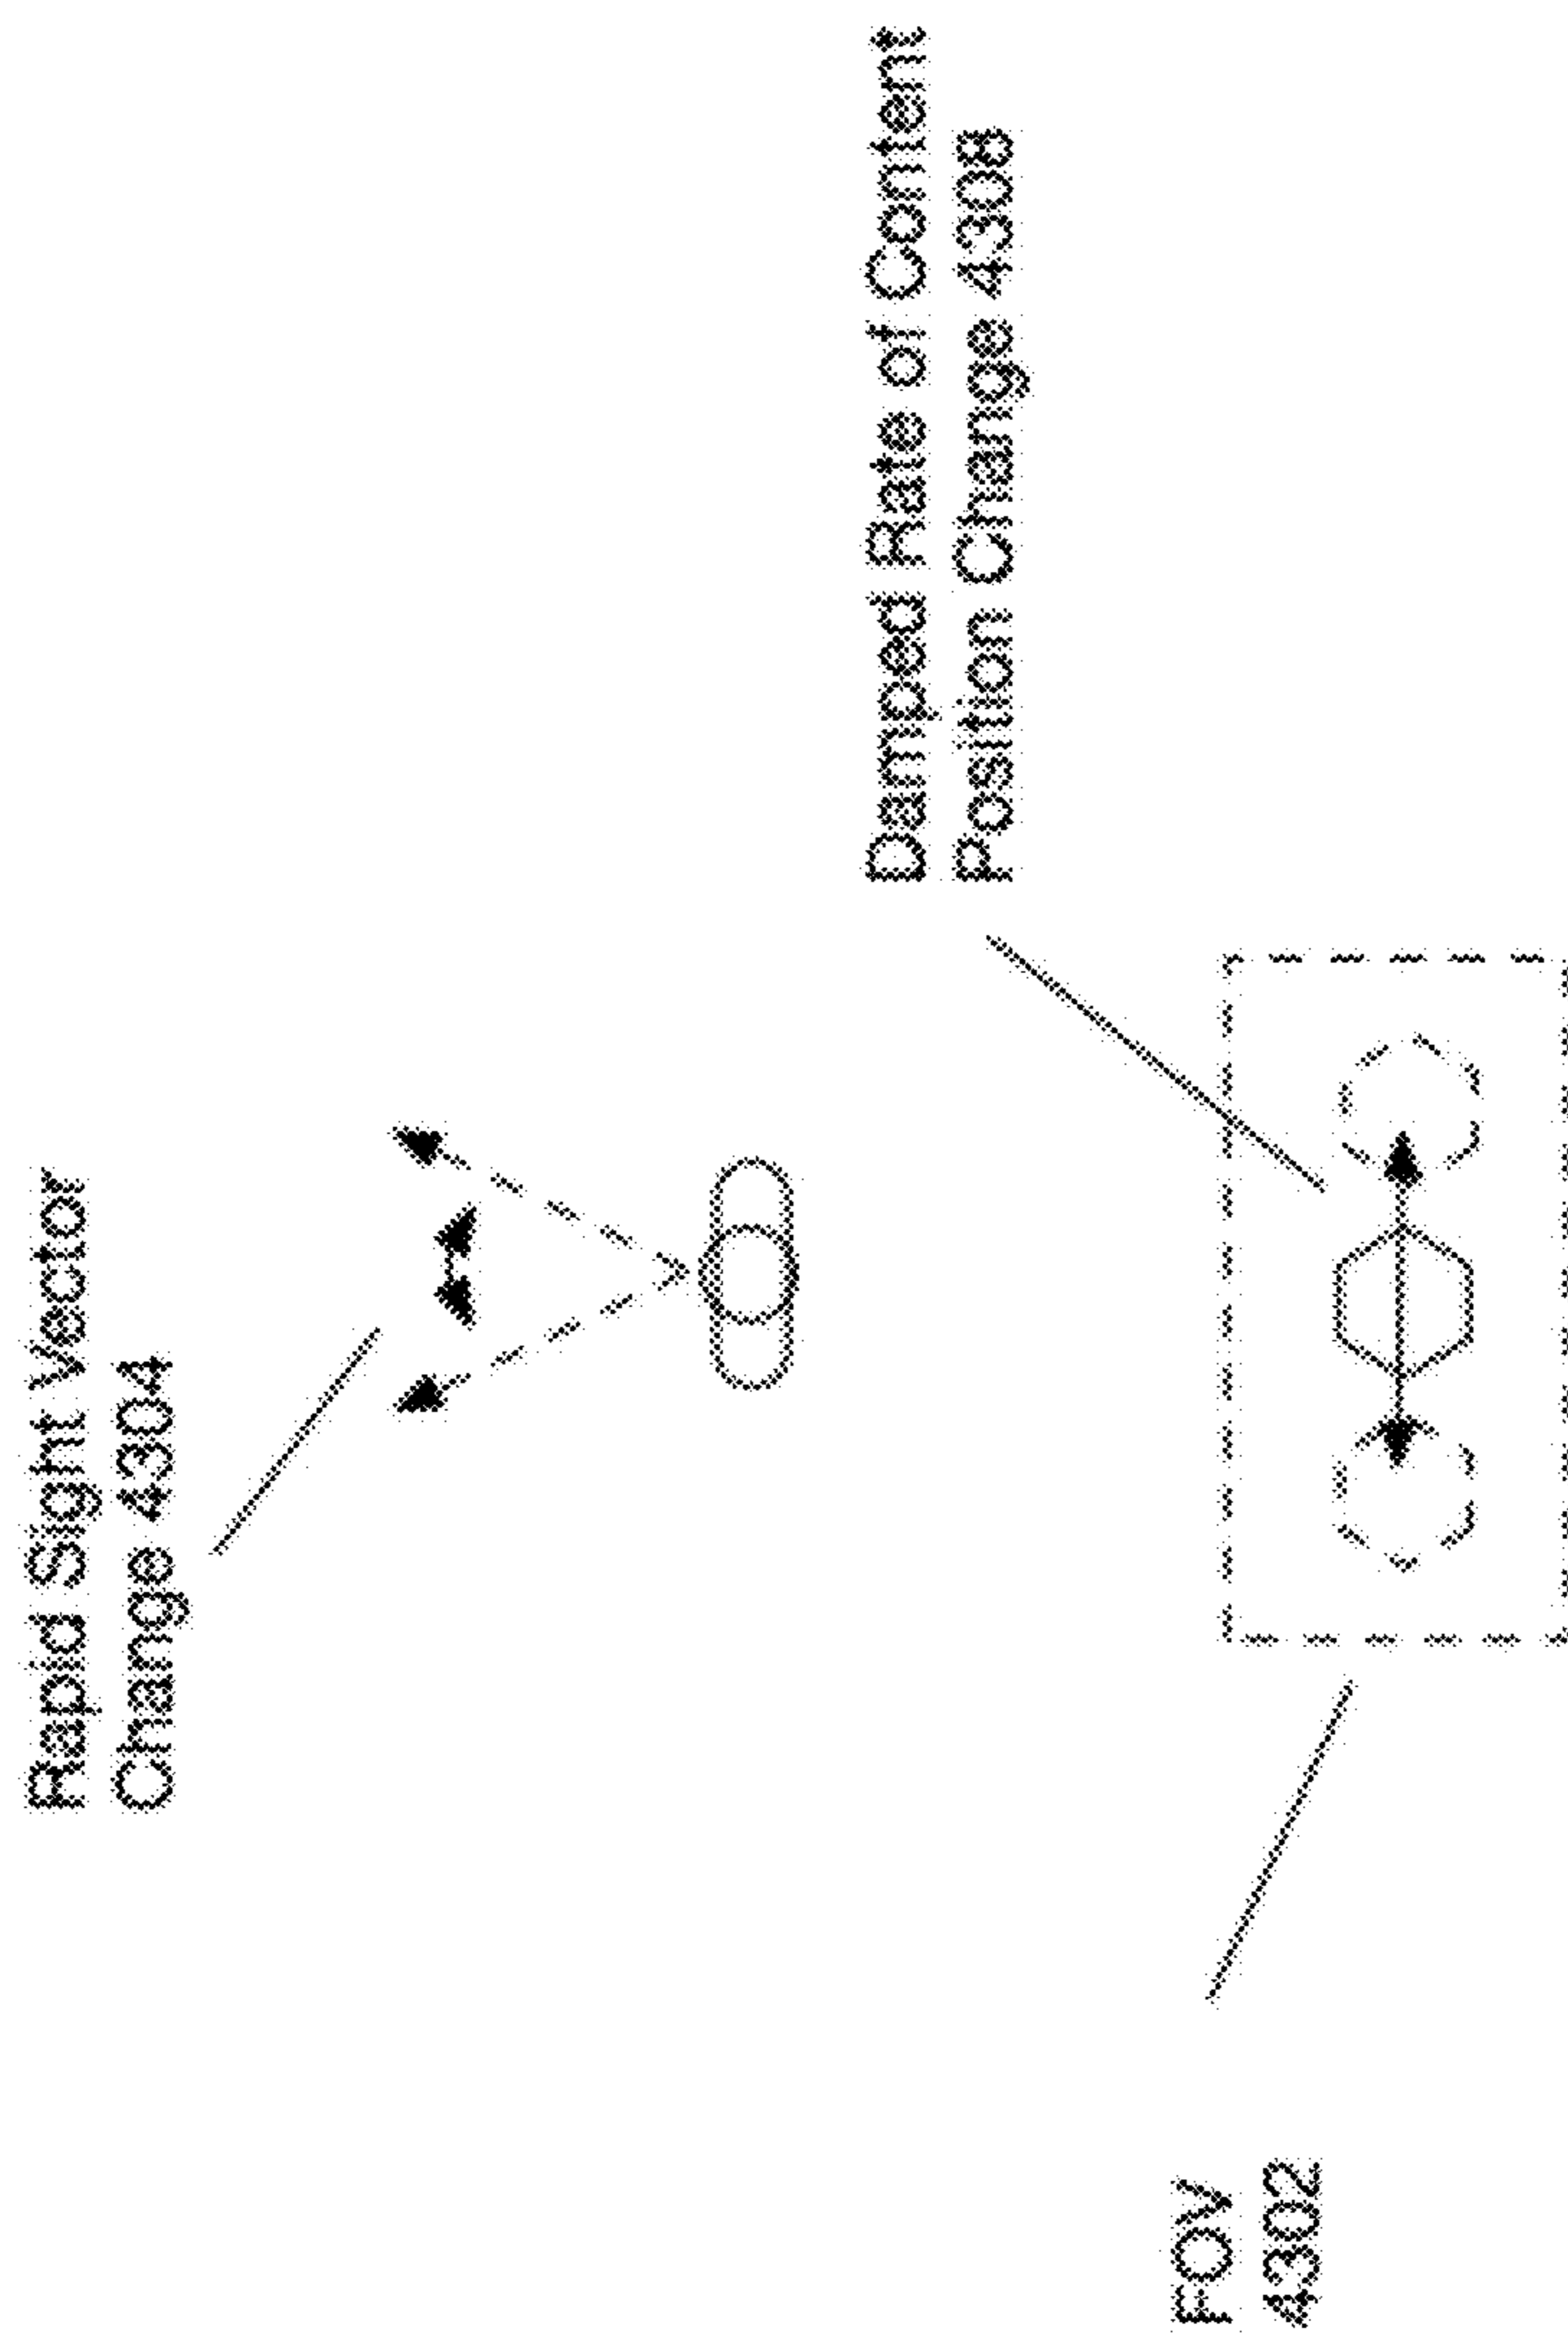 Rapid Sight Vector
Change 4304
Damped Rate of Content
Position Change 4308
FOV
4302